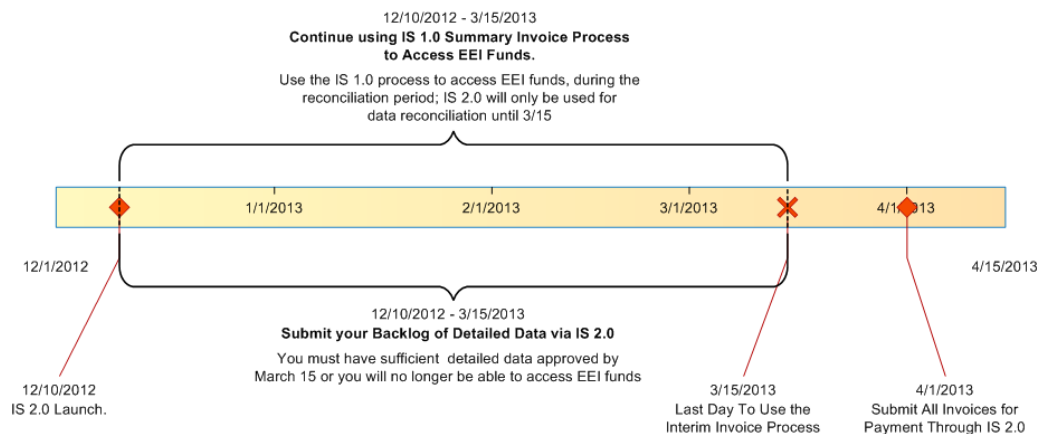 12/10/2012 - 3/15/2013
Continue using IS 1.0 Summary Invoice Process
to Access EEI Funds.
Use the IS 1.0 process to access EEI funds, during the
reconciliation period; IS 2.0 will only be used for
data reconciliation until 3/15
1/1/2013
2/1/2013
3/1/2013
4/1/2013
12/1/2012
4/15/2013
12/10/2012 - 3/15/2013
Submit your Backlog of Detailed Data via IS 2.0
You must have sufficient detailed data approved by
March 15 or you will no longer be able to access EEI funds
12/10/2012
IS 2.0 Launch.
3/15/2013
Last Day To Use the
Interim Invoice Process
4/1/2013
Submit All Invoices for
Payment Through IS 2.0